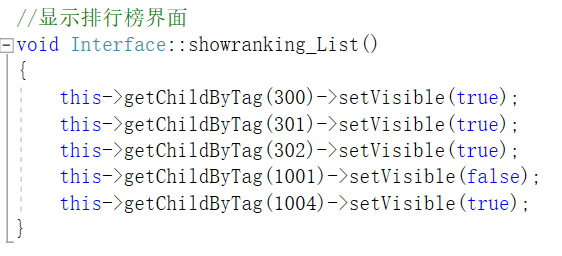 //显示排行榜界面
void Interface::showranking_List()
{
    this->getChildByTag(300)->setVisible(true);
    this->getChildByTag(301)->setVisible(true);
    this->getChildByTag(302)->setVisible(true);
    this->getChildByTag(1001)->setVisible(false);
    this->getChildByTag(1004)->setVisible(true);
}